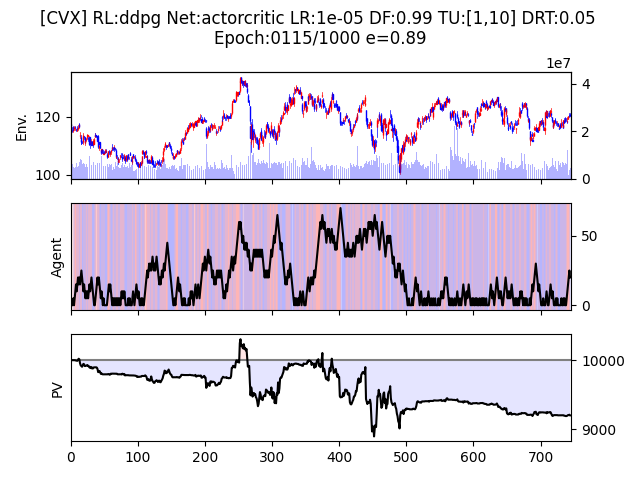 [CVX] RL:ddpg Net:actorcritic LR:1e-05 DF:0.99 TU:[1,10] DRT:0.05
Epoch:0115/1000 e=0.89
1e7
Env.
120
100
4
2
0
Agent
50
0
PV
10000
9000
0 100 200 300 400 500 600 700